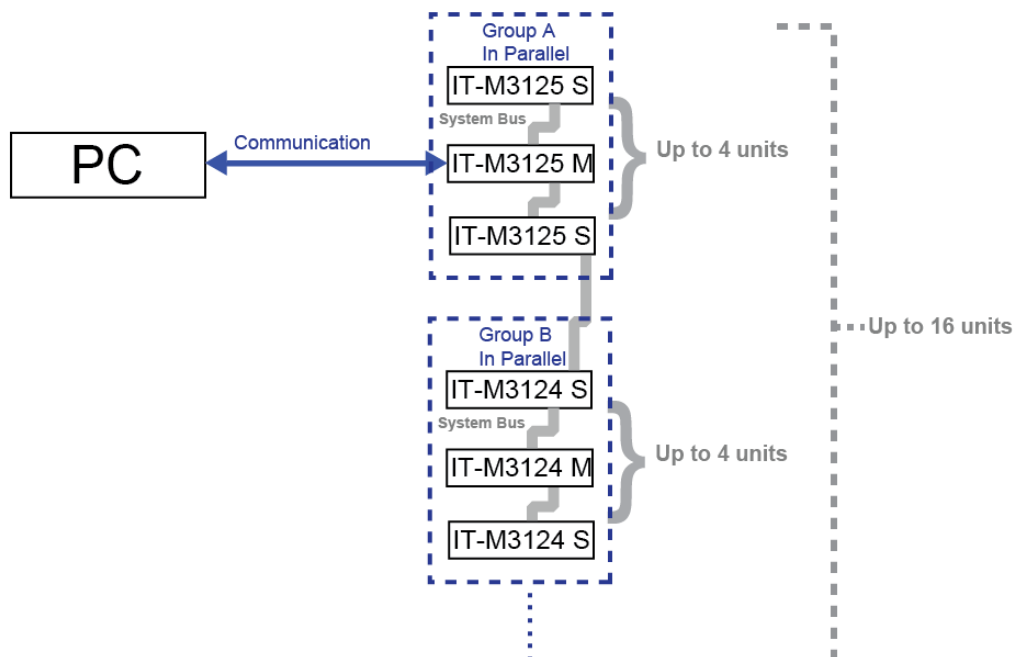 Group A
In Parallel
IT-M3125 S
System Bus
PC
Communication
IT-M3125 M
Up to 4 units
IT-M3125 S
Up to 16 units
Group B
In Parallel
IT-M3124 S
System Bus
IT-M3124 M
Up to 4 units
IT-M3124 S